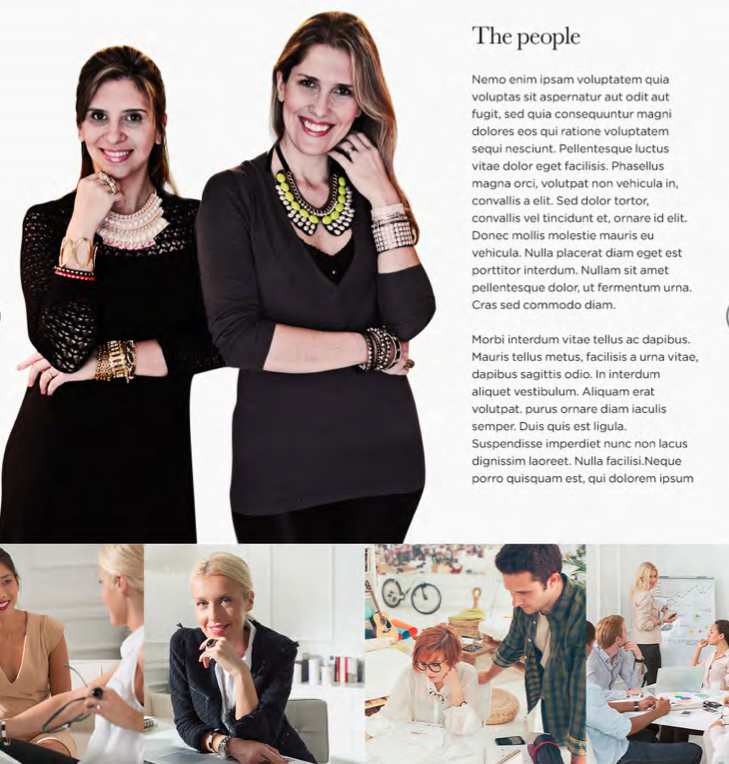 The people
Nemo enim ipsam voluptatem quia
voluptas sit aspernatur aut odit aut
fugit, sed quia consequuntur magni
dolores eos qui ratione voluptatem
sequi nesciunt. Pellentesque luctus
vitae dolor eget facilisis. Phasellus
magna orci, volutpat non vehicula in,
convallis a elit. Sed dolor tortor,
convallis vel tincidunt et, ornare id elit.
Donec mollis molestie mauris eu
vehicula. Nulla placerat diam eget est
porttitor interdum. Nullam sit amet
pellentesque dolor, ut fermentum urna.
Cras sed commodo diam.
Morbi interdum vitae tellus ac dapibus.
Mauris tellus metus, facilisis a urna vitae,
dapibus sagittis odio. In interdum
aliquet vestibulum. Aliquam erat
volutpat. purus ornare diam iaculis
semper. Duis quis est ligula.
Suspendisse imperdiet nunc non lacus
dignissim laoreet. Nulla facilisi.Neque
porro quisquam est, qui dolorem ipsum